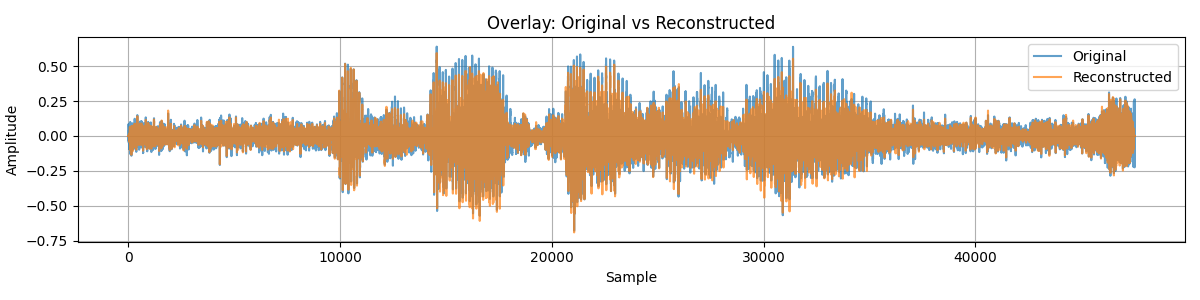 Overlay: Original vs Reconstructed
Original
Reconstructed
Amplitude
0.50
0.25
0.00
−0.25
−0.50
−0.75
0 10000 20000 30000 40000
Sample